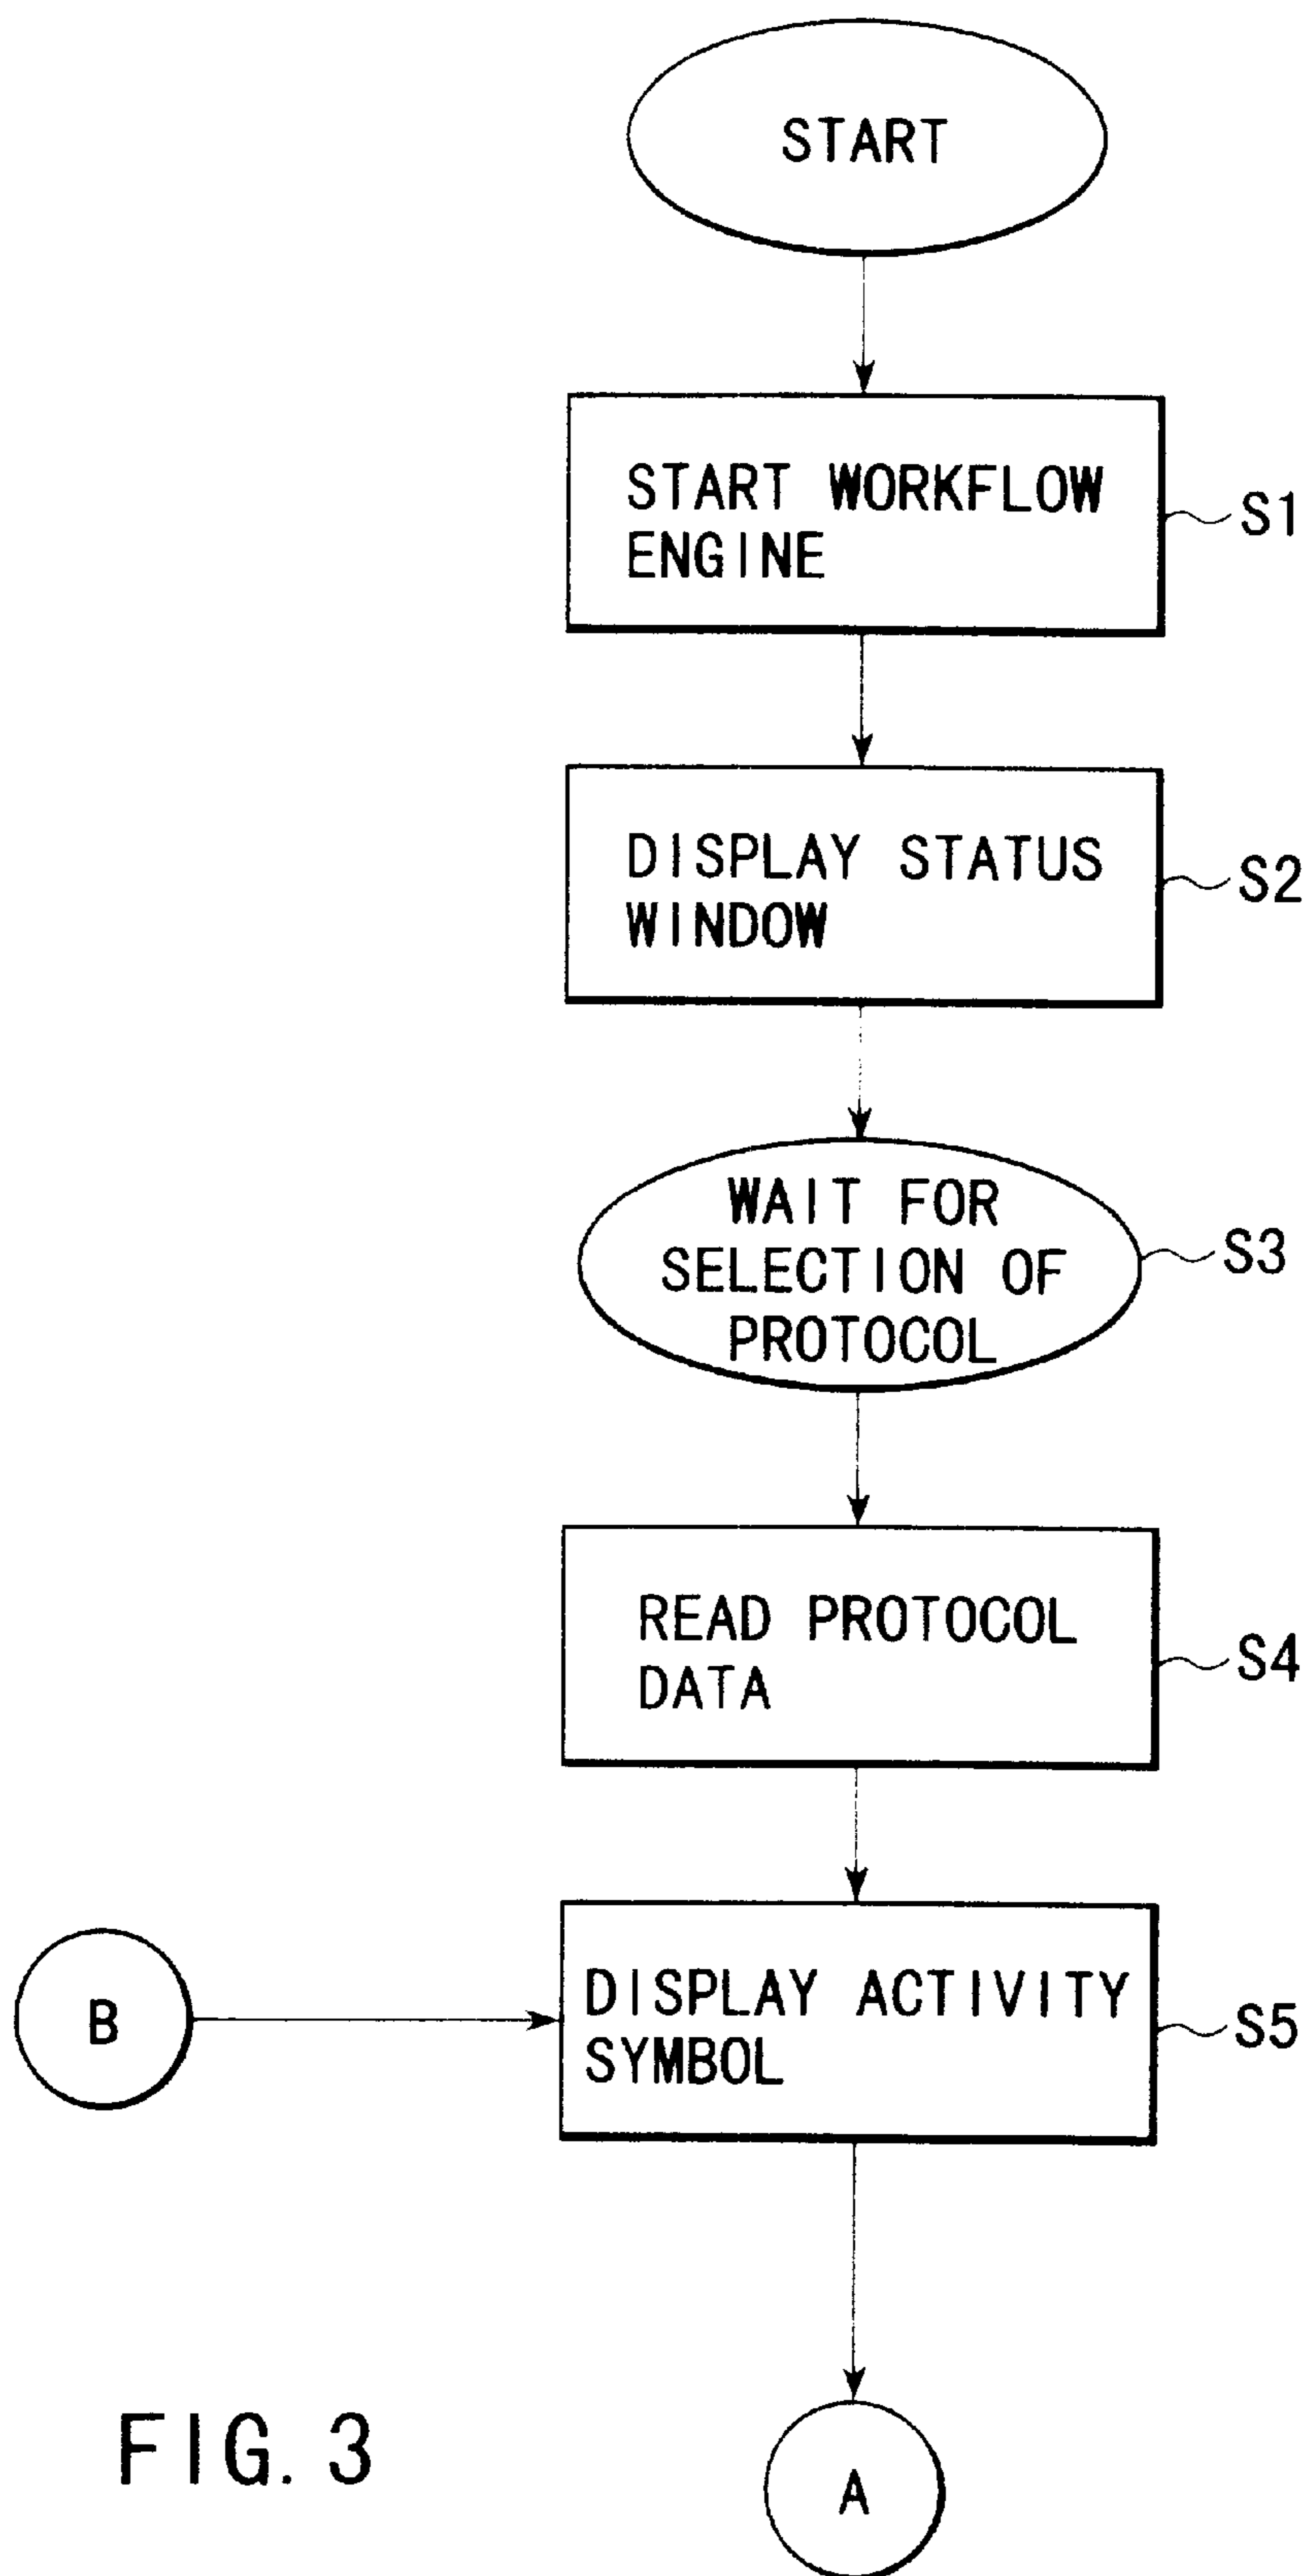 START
START WORKFLOW
ENGINE
S1
DISPLAY STATUS
WINDOW
S2
WAIT FOR
SELECTION OF
PROTOCOL
S3
READ PROTOCOL
DATA
S4
B
DISPLAY ACTIVITY
SYMBOL
S5
FIG. 3
A